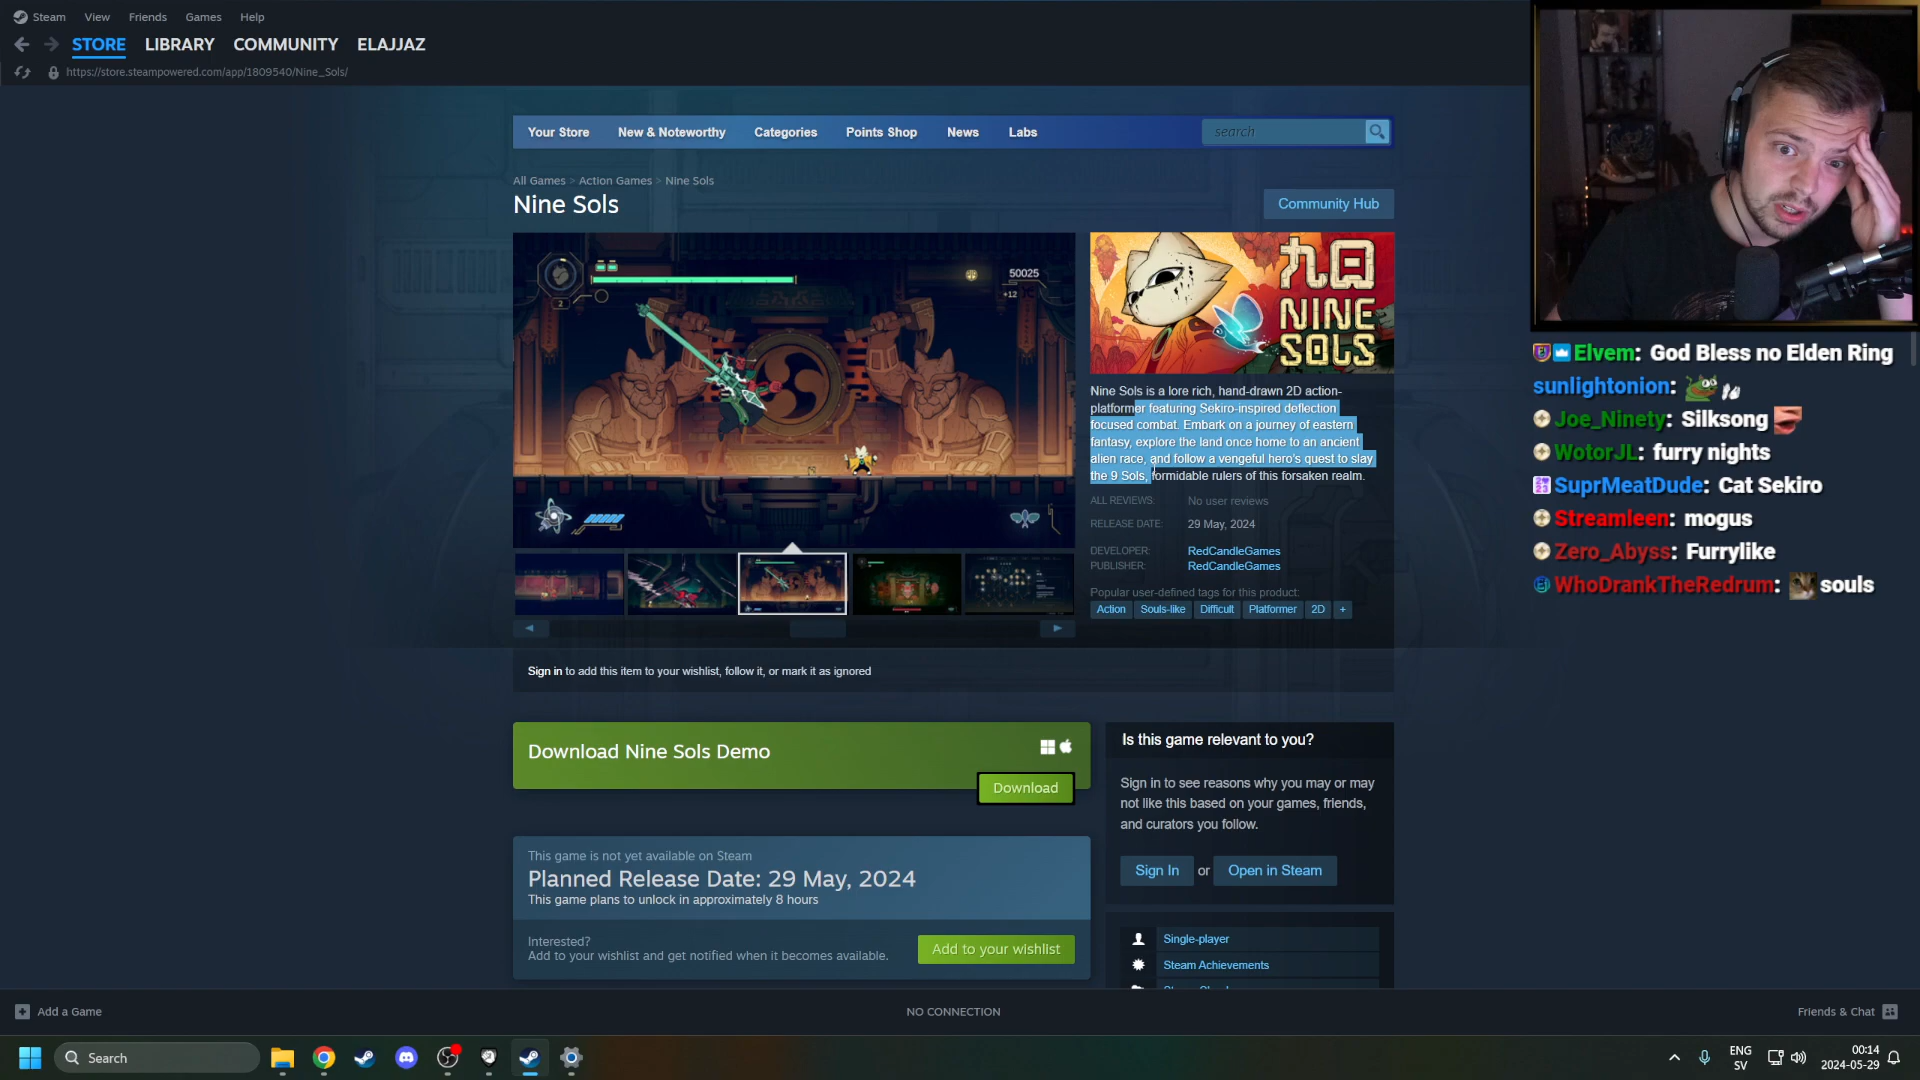 Steam View Friends Games Help
STORE LIBRARY COMMUNITY ELAJJAZ
https://store.steampowered.com/app/1809540/Nine_Sols/
Your Store New & Noteworthy Categories Points Shop News Labs search
All Games > Action Games > Nine Sols
Nine Sols
Community Hub
2
50025
+12
九日
NINE
SOLS
Nine Sols is a lore rich, hand-drawn 2D action-
platformer featuring Sekiro-inspired deflection
focused combat. Embark on a journey of eastern
fantasy, explore the land once home to an ancient
alien race, and follow a vengeful hero's quest to slay
the 9 Sols, formidable rulers of this forsaken realm.
ALL REVIEWS: No user reviews
RELEASE DATE: 29 May, 2024
DEVELOPER: RedCandleGames
PUBLISHER: RedCandleGames
Popular user-defined tags for this product:
Action Souls-like Difficult Platformer 2D +
Sign in to add this item to your wishlist, follow it, or mark it as ignored
Download Nine Sols Demo
Download
This game is not yet available on Steam
Planned Release Date: 29 May, 2024
This game plans to unlock in approximately 8 hours
Interested?
Add to your wishlist and get notified when it becomes available.
Add to your wishlist
Is this game relevant to you?
Sign in to see reasons why you may or may
not like this based on your games, friends,
and curators you follow.
Sign In or Open in Steam
Single-player
Steam Achievements
Elvem: God Bless no Elden Ring
sunlightonion:
Joe_Ninety: Silksong
WotorJL: furry nights
SuprMeatDude: Cat Sekiro
Streamleen: mogus
Zero_Abyss: Furrylike
WhoDrankTheRedrum: souls
Add a Game NO CONNECTION Friends & Chat
Search
ENG
SV
00:14
2024-05-29